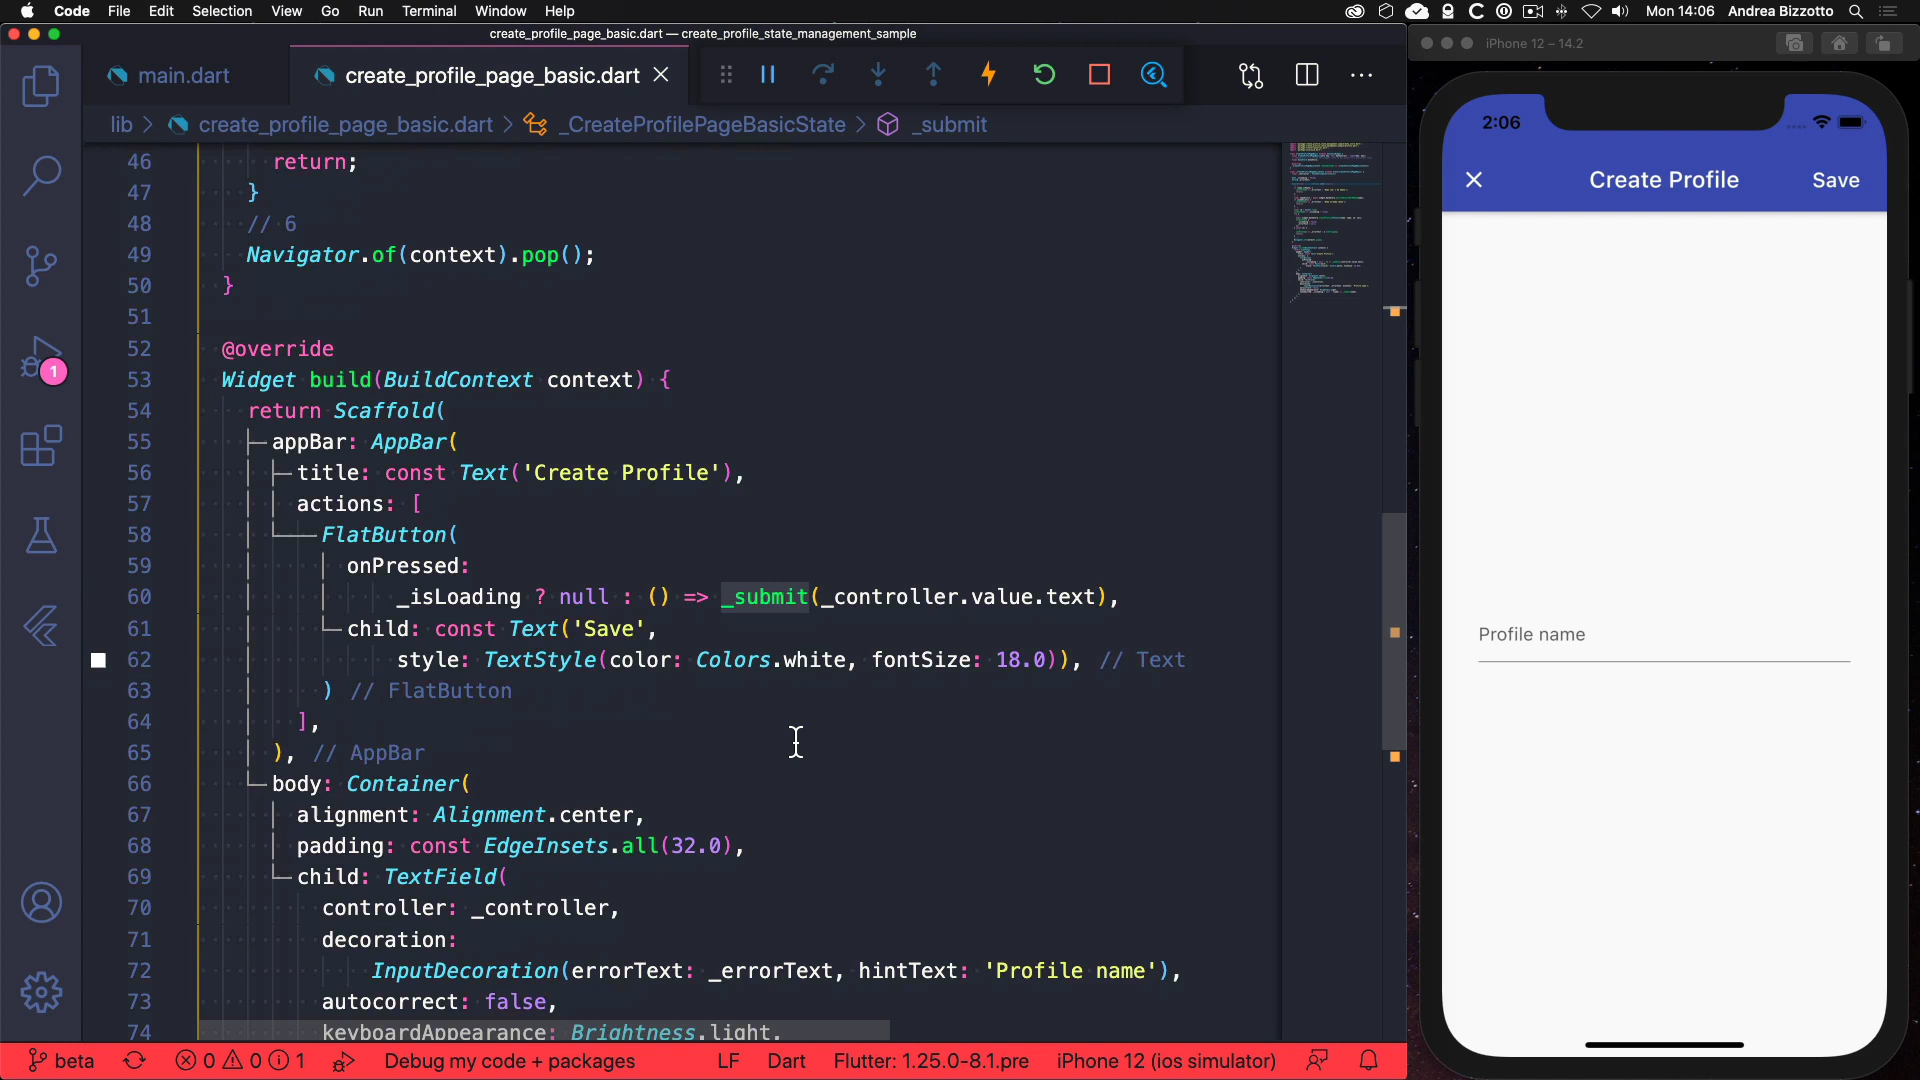 Code File Edit Selection View Go Run Terminal Window Help
Mon 14:06 Andrea Bizzotto
create_profile_page_basic.dart — create_profile_state_management_sample
iPhone 12 – 14.2
main.dart
create_profile_page_basic.dart
lib > create_profile_page_basic.dart > _CreateProfilePageBasicState > _submit
46 return;
47 }
48 // 6
49 Navigator.of(context).pop();
50 }
51
52 @override
53 Widget build(BuildContext context) {
54 return Scaffold(
55 appBar: AppBar(
56 title: const Text('Create Profile'),
57 actions: [
58 FlatButton(
59 onPressed:
60 _isLoading ? null : () => _submit(_controller.value.text),
61 child: const Text('Save',
62 style: TextStyle(color: Colors.white, fontSize: 18.0)), // Text
63 ) // FlatButton
64 ],
65 ), // AppBar
66 body: Container(
67 alignment: Alignment.center,
68 padding: const EdgeInsets.all(32.0),
69 child: TextField(
70 controller: _controller,
71 decoration:
72 InputDecoration(errorText: _errorText, hintText: 'Profile name'),
73 autocorrect: false,
74 keyboardAppearance: Brightness.light,
1
beta 0 0 1 Debug my code + packages LF Dart Flutter: 1.25.0-8.1.pre iPhone 12 (ios simulator)
2:06
Create Profile
Save
Profile name